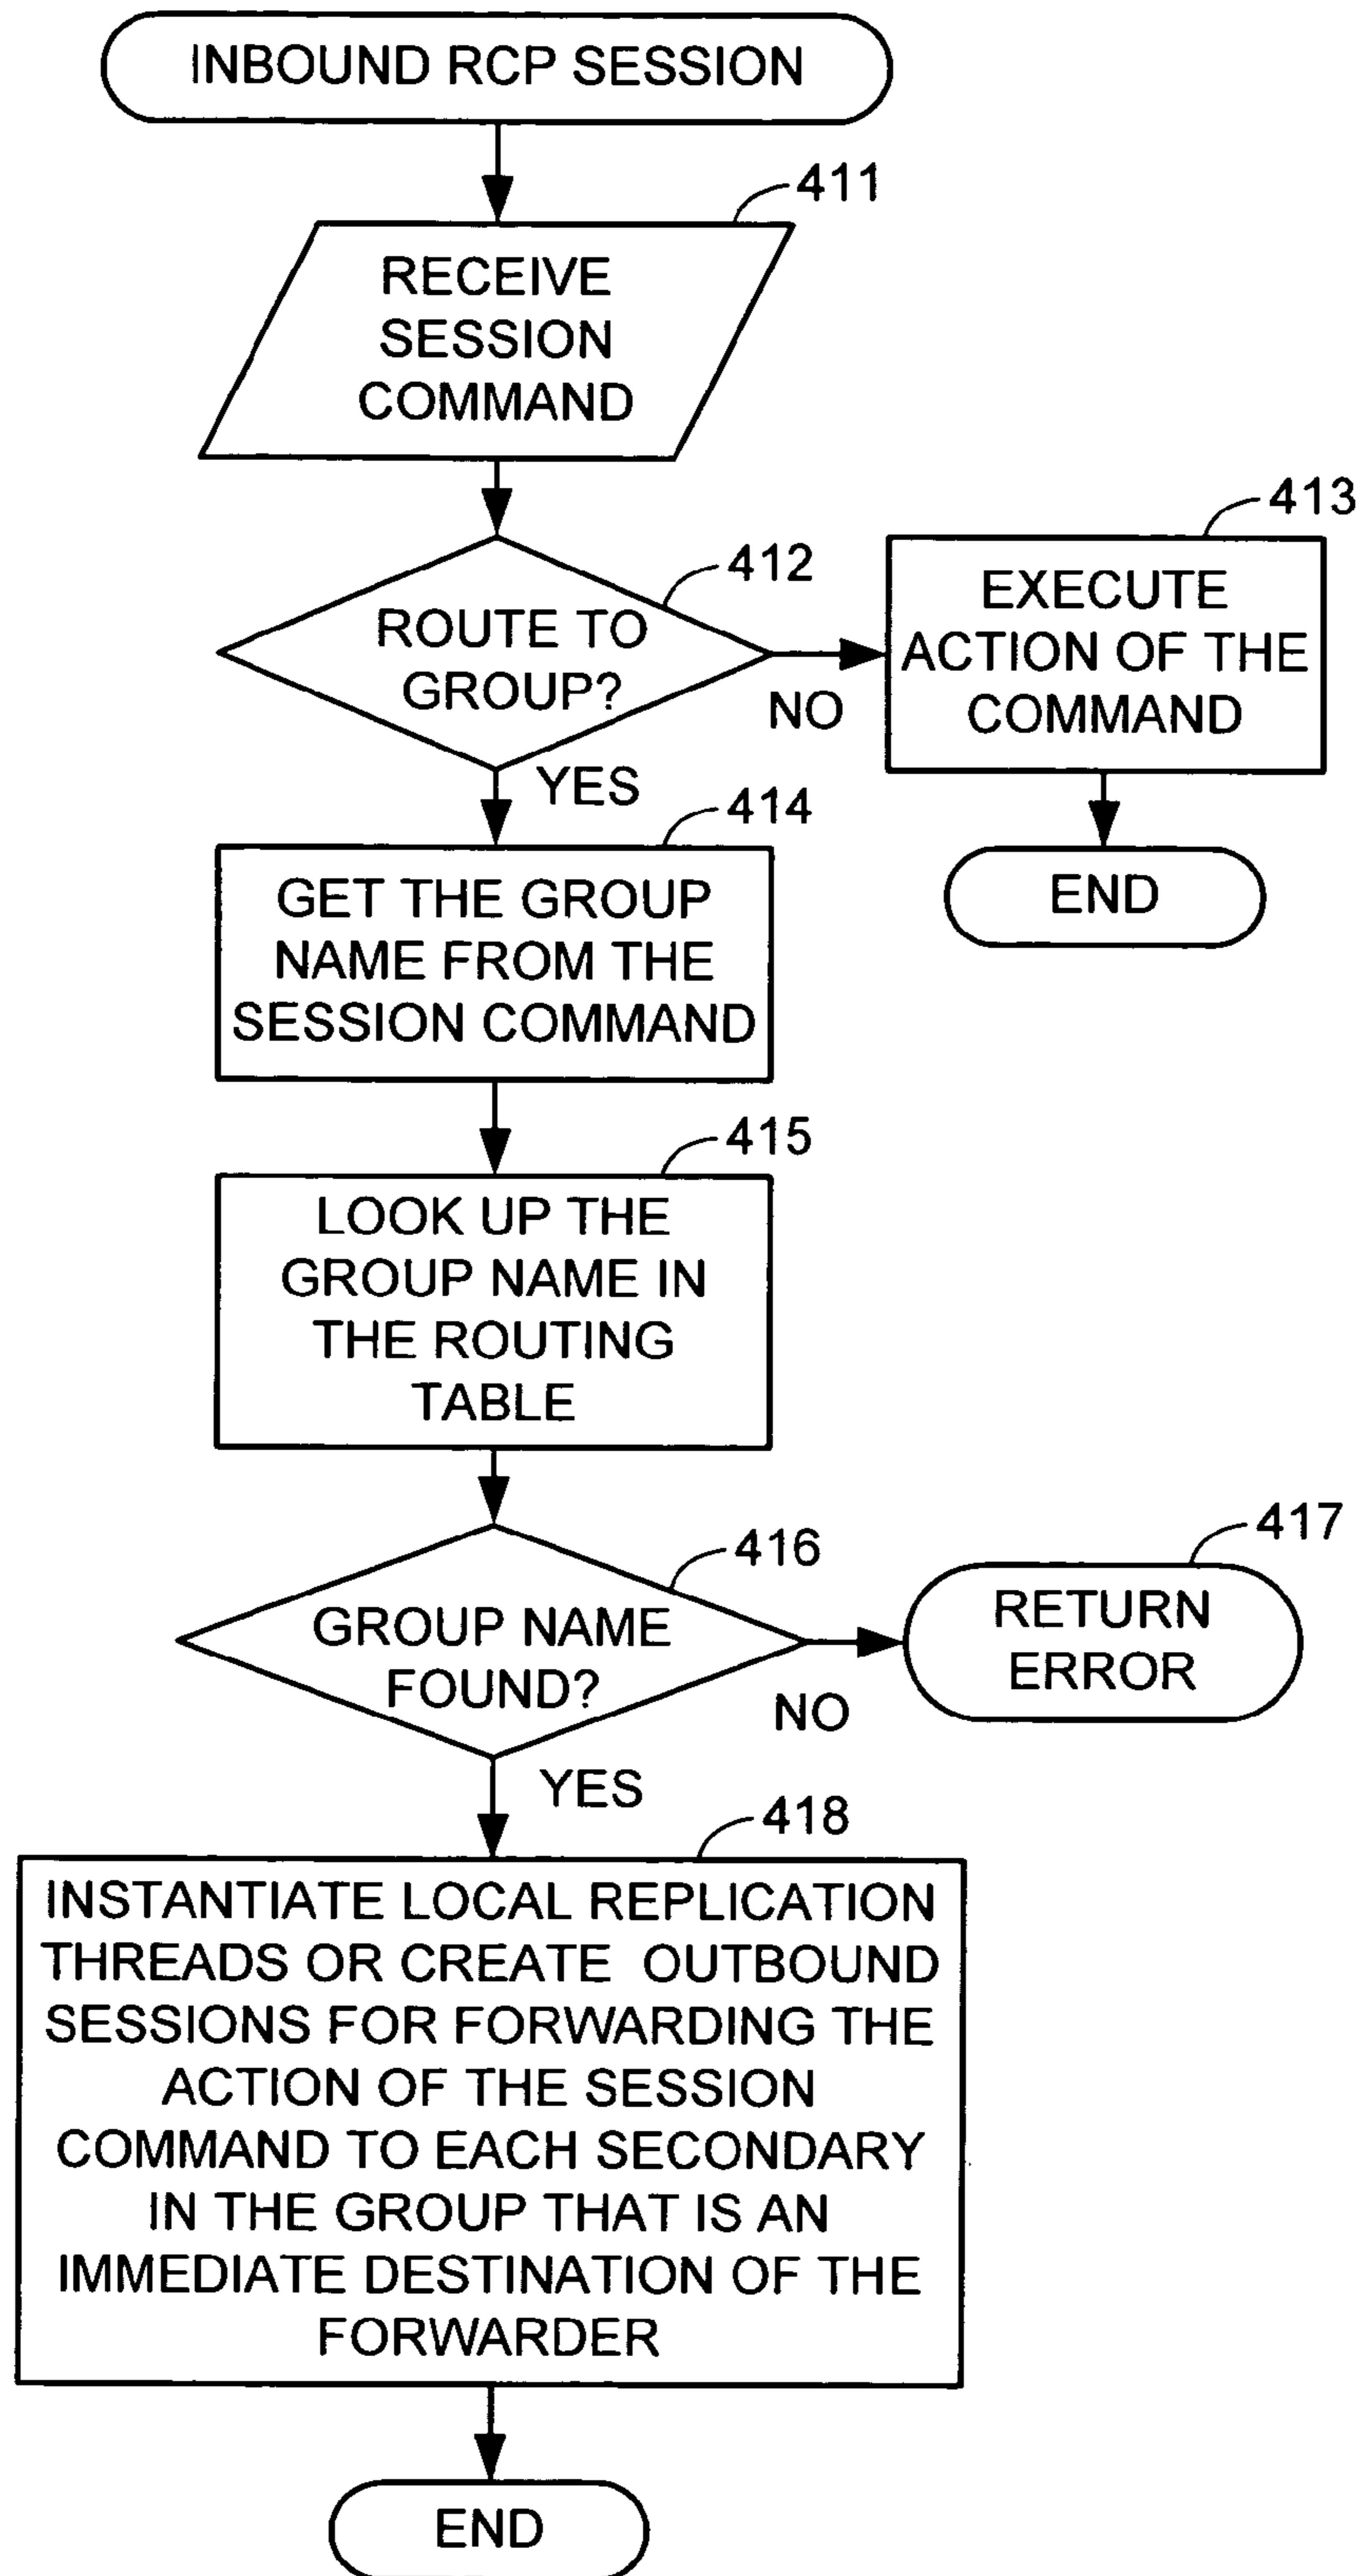 INBOUND RCP SESSION
411
RECEIVE
SESSION
COMMAND
412
ROUTE TO
GROUP?
NO
413
EXECUTE
ACTION OF THE
COMMAND
END
YES
414
GET THE GROUP
NAME FROM THE
SESSION COMMAND
415
LOOK UP THE
GROUP NAME IN
THE ROUTING
TABLE
416
GROUP NAME
FOUND?
NO
417
RETURN
ERROR
YES
418
INSTANTIATE LOCAL REPLICATION
THREADS OR CREATE OUTBOUND
SESSIONS FOR FORWARDING THE
ACTION OF THE SESSION
COMMAND TO EACH SECONDARY
IN THE GROUP THAT IS AN
IMMEDIATE DESTINATION OF THE
FORWARDER
END